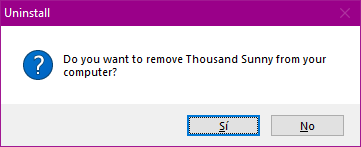 Uninstall
Do you want to remove Thousand Sunny from your
computer?
Sí
No